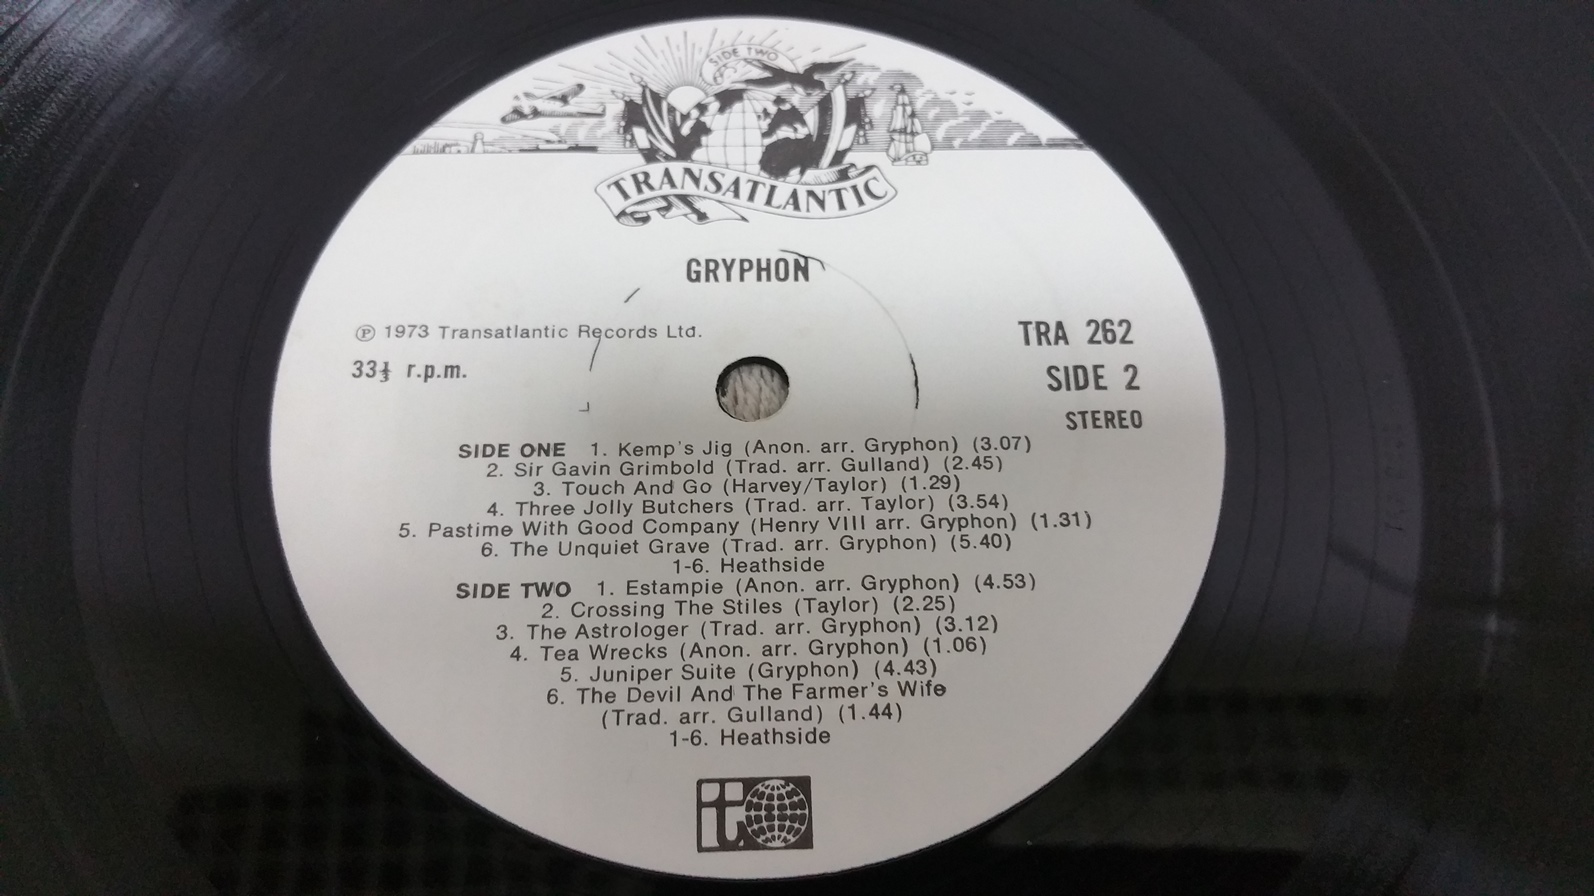 SIDE TWO
TRANSATLANTIC
GRYPHON
℗ 1973 Transatlantic Records Ltd.
33⅓ r.p.m.
TRA 262
SIDE 2
STEREO
SIDE ONE 1. Kemp's Jig (Anon. arr. Gryphon) (3.07)
2. Sir Gavin Grimbold (Trad. arr. Gulland) (2.45)
3. Touch And Go (Harvey/Taylor) (1.29)
4. Three Jolly Butchers (Trad. arr. Taylor) (3.54)
5. Pastime With Good Company (Henry VIII arr. Gryphon) (1.31)
6. The Unquiet Grave (Trad. arr. Gryphon) (5.40)
1-6. Heathside
SIDE TWO 1. Estampie (Anon. arr. Gryphon) (4.53)
2. Crossing The Stiles (Taylor) (2.25)
3. The Astrologer (Trad. arr. Gryphon) (3.12)
4. Tea Wrecks (Anon. arr. Gryphon) (1.06)
5. Juniper Suite (Gryphon) (4.43)
6. The Devil And The Farmer's Wife
(Trad. arr. Gulland) (1.44)
1-6. Heathside
it